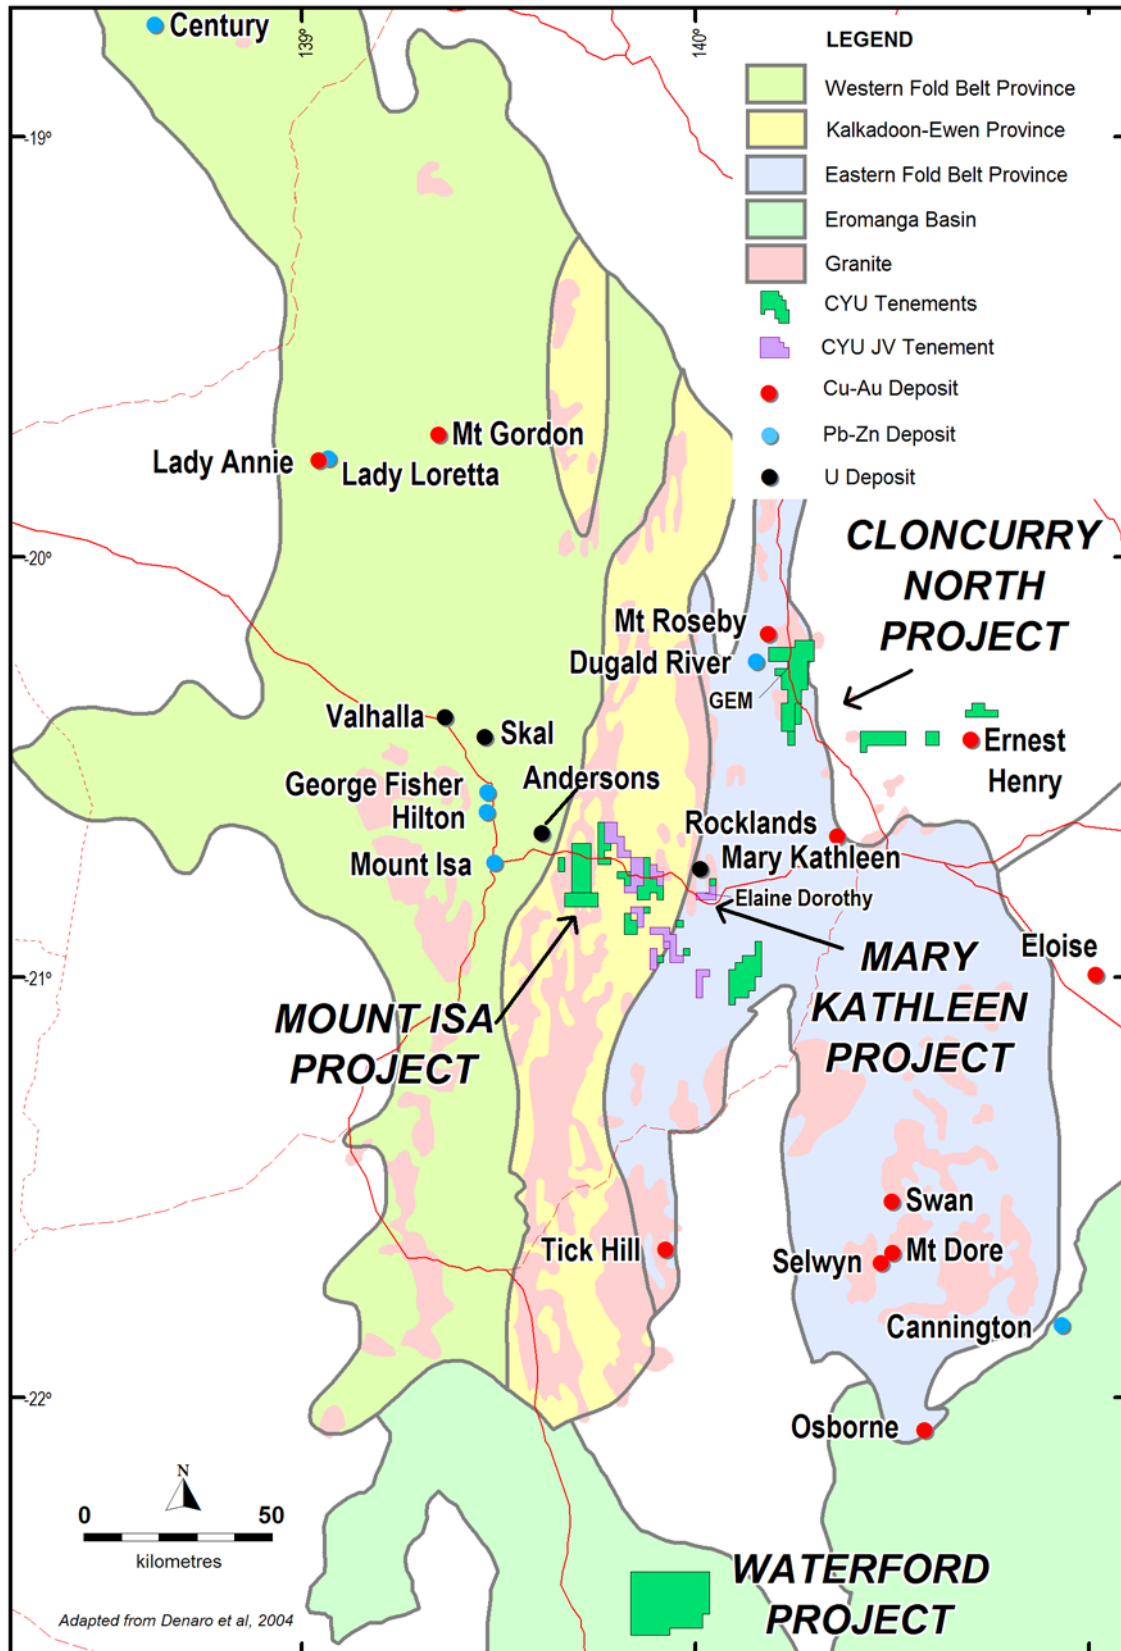 Century
139°
140°
LEGEND
Western Fold Belt Province
Kalkadoon-Ewen Province
Eastern Fold Belt Province
Eromanga Basin
Granite
CYU Tenements
CYU JV Tenement
Cu-Au Deposit
Pb-Zn Deposit
U Deposit
-19°
Mt Gordon
Lady Annie
Lady Loretta
-20°
CLONCURRY
NORTH
PROJECT
Mt Roseby
Dugald River
GEM
Valhalla
Skal
Ernest
Henry
George Fisher
Andersons
Hilton
Rocklands
Mount Isa
Mary Kathleen
Elaine Dorothy
Eloise
-21°
MARY
KATHLEEN
PROJECT
MOUNT ISA
PROJECT
Swan
Tick Hill
Mt Dore
Selwyn
Cannington
-22°
Osborne
N
0 50
kilometres
WATERFORD
PROJECT
Adapted from Denaro et al, 2004